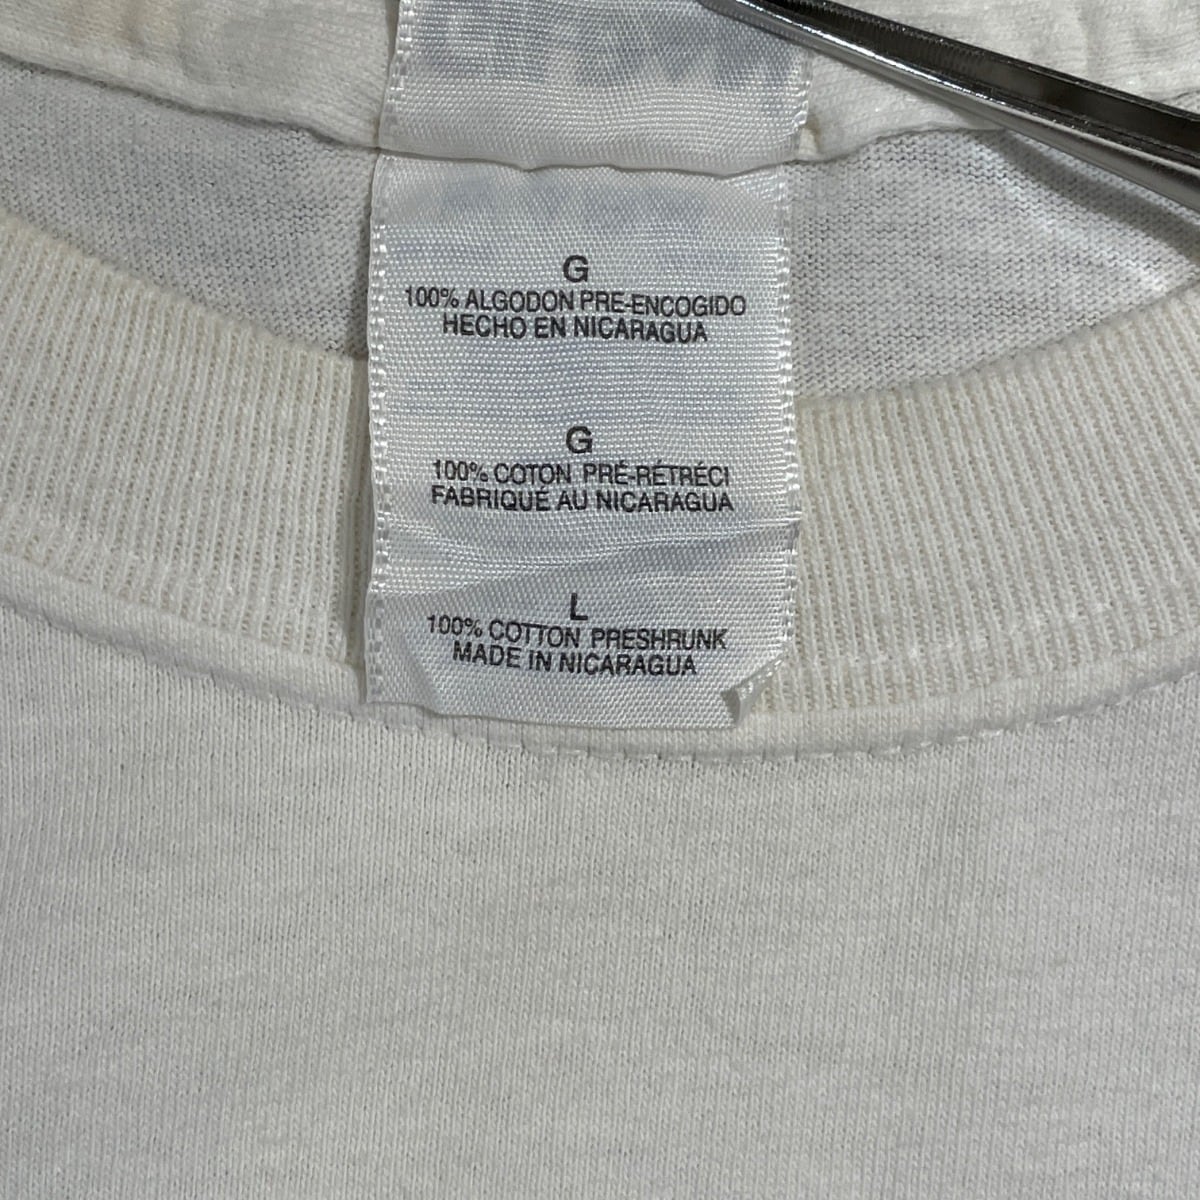 G
100% ALGODON PRE-ENCOGIDO
HECHO EN NICARAGUA
G
100% COTON PRÉ-RÉTRÉCI
FABRIQUÉ AU NICARAGUA
L
100% COTTON PRESHRUNK
MADE IN NICARAGUA